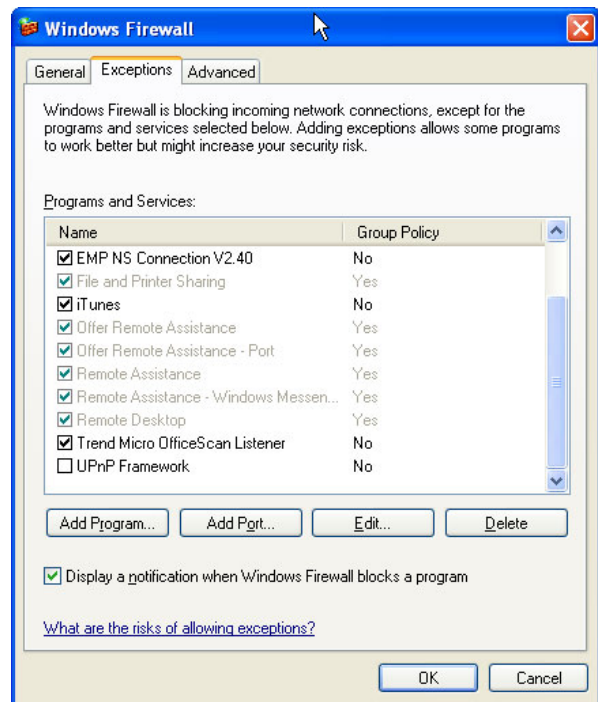 Windows Firewall
General Exceptions Advanced
Windows Firewall is blocking incoming network connections, except for the
programs and services selected below. Adding exceptions allows some programs
to work better but might increase your security risk.
Programs and Services:
Name Group Policy
EMP NS Connection V2.40 No
File and Printer Sharing Yes
iTunes No
Offer Remote Assistance Yes
Offer Remote Assistance - Port Yes
Remote Assistance Yes
Remote Assistance - Windows Messen... Yes
Remote Desktop Yes
Trend Micro OfficeScan Listener No
UPnP Framework No
Add Program... Add Port... Edit... Delete
Display a notification when Windows Firewall blocks a program
What are the risks of allowing exceptions?
OK Cancel